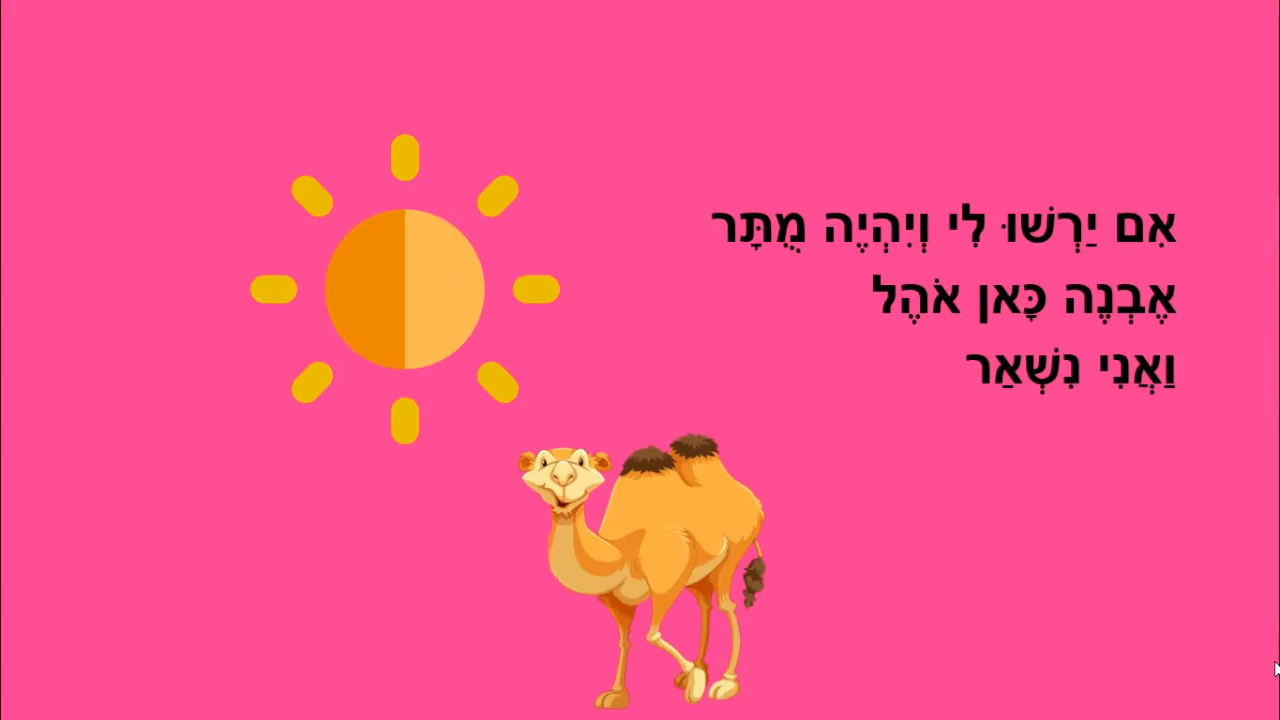 אִם יַרְשׁוּ לִי וְיִהְיֶה מֻתָּר
אֶבְנֶה כָּאן אֹהֶל
וַאֲנִי נִשְׁאַר